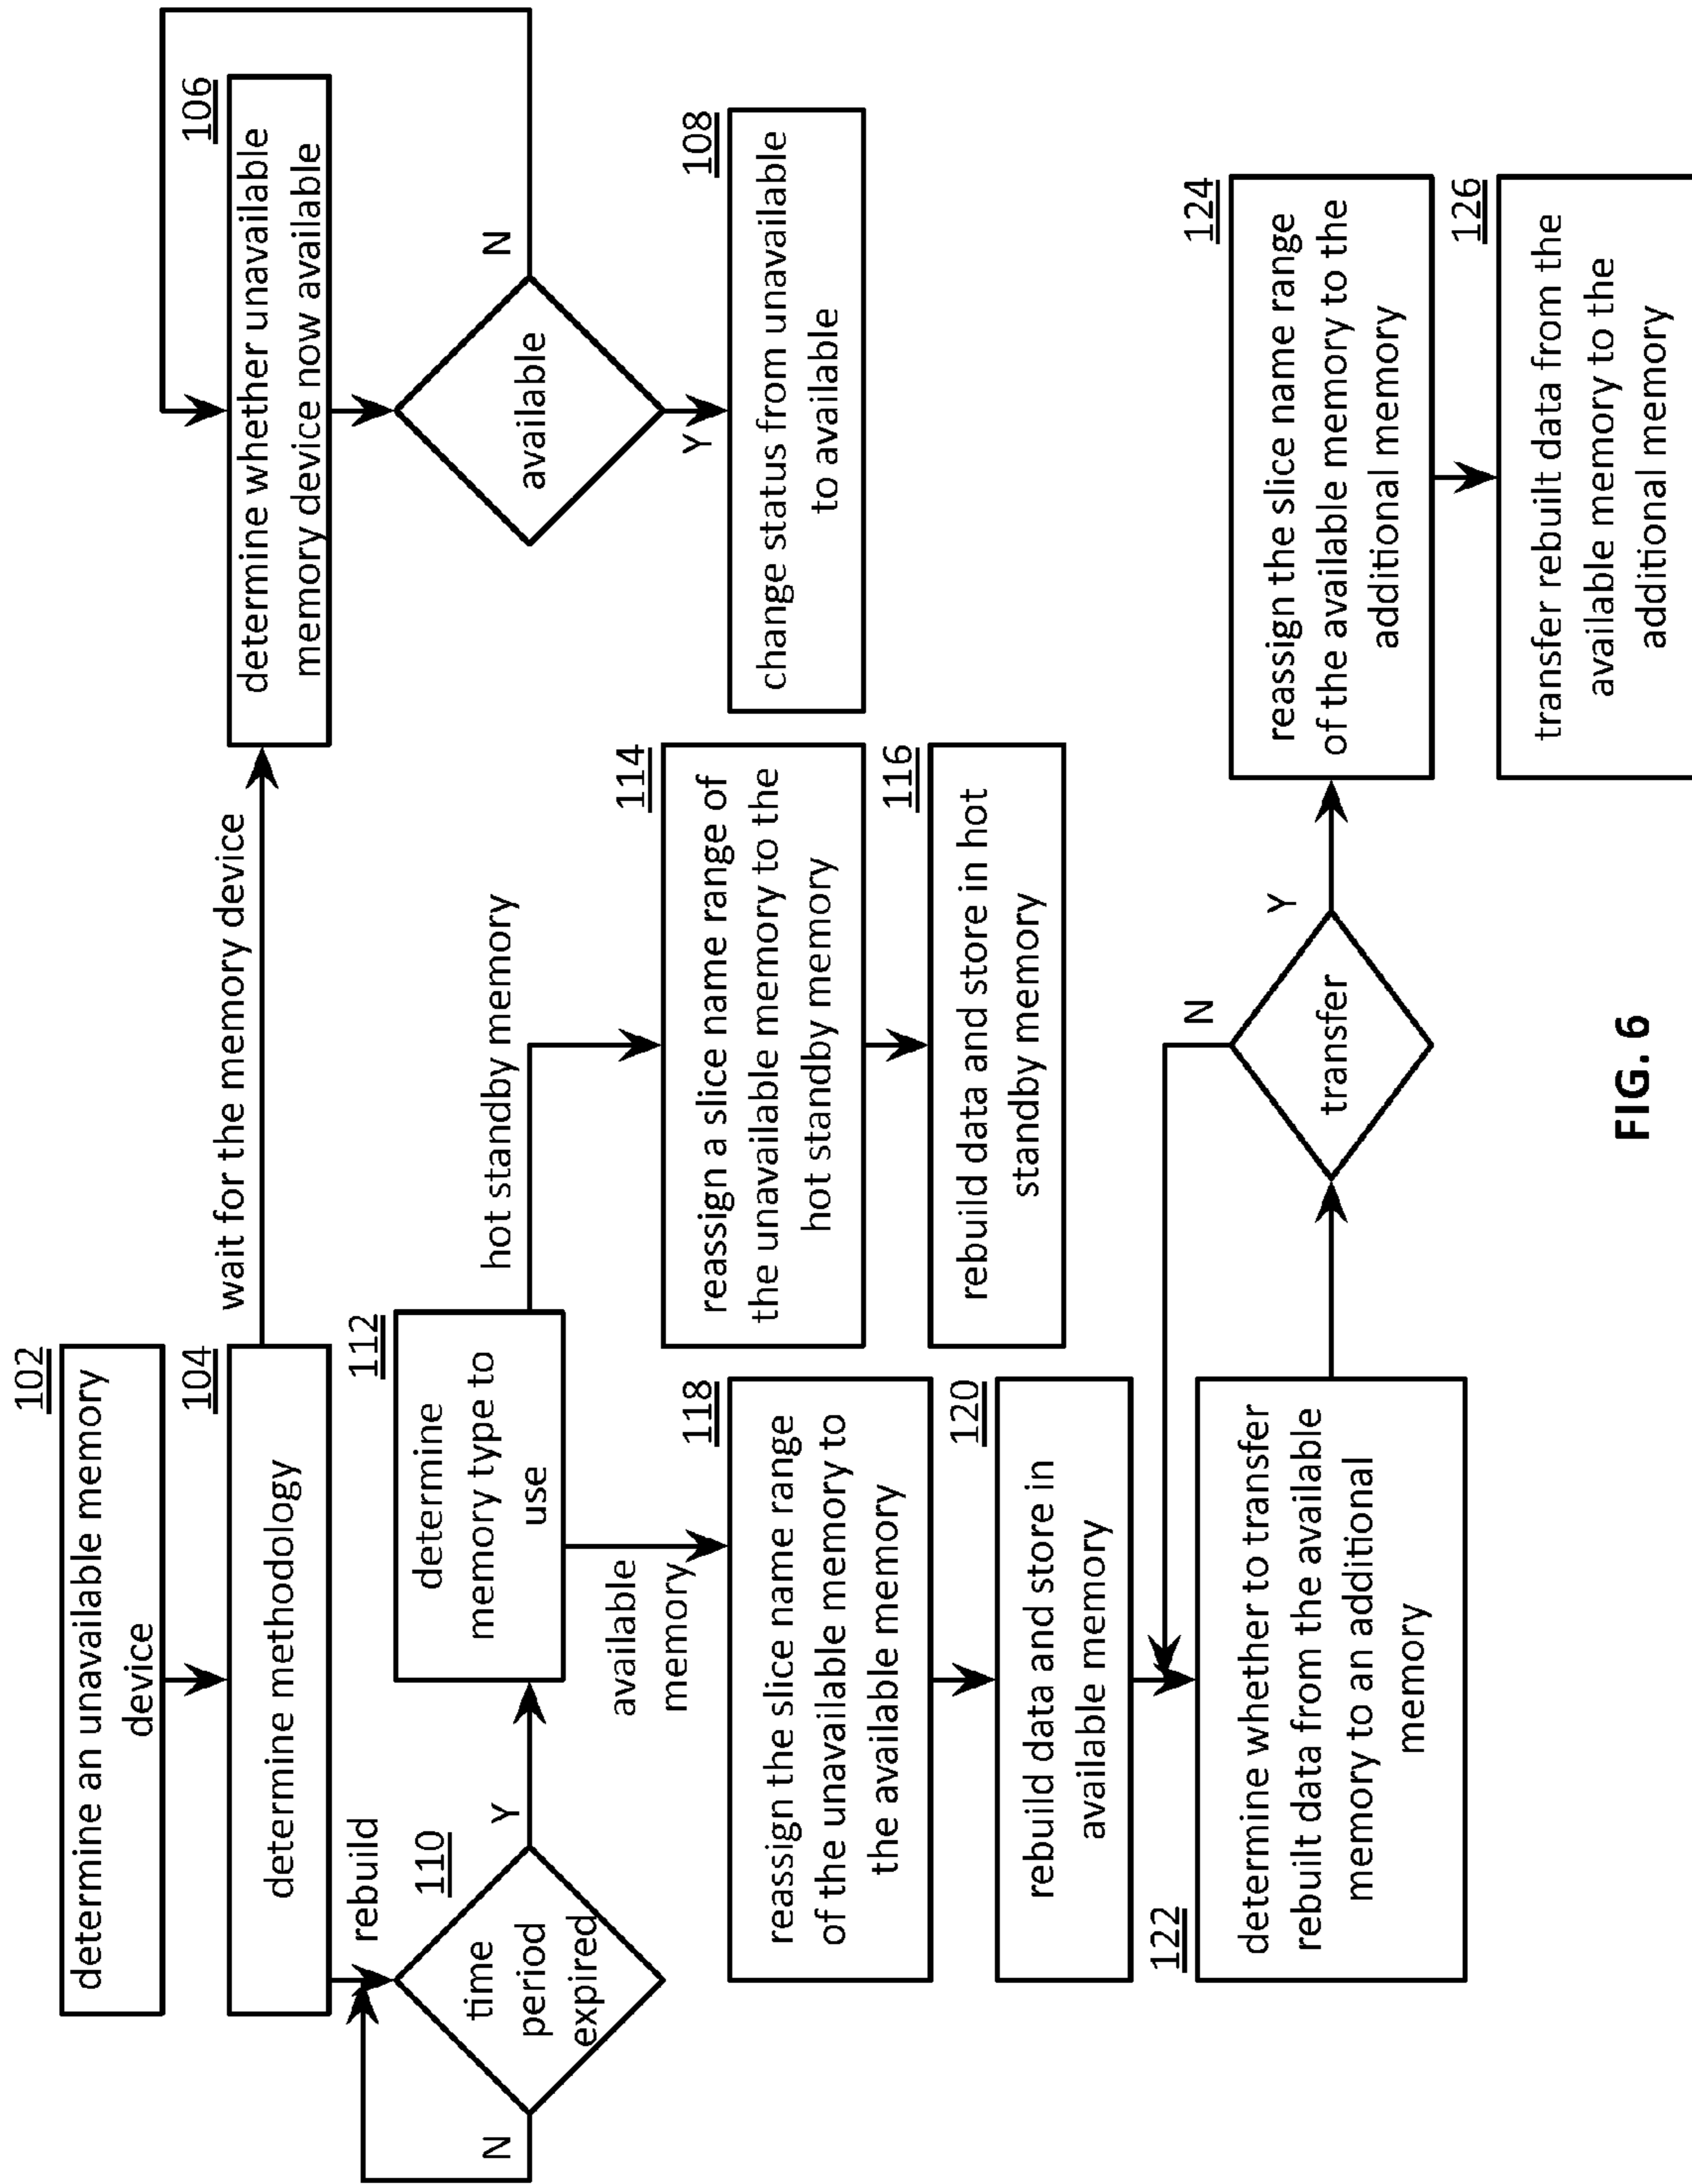 102
determine an unavailable memory
device
104
determine methodology
wait for the memory device
106
determine whether unavailable
memory device now available
available
N
Y
108
change status from unavailable
to available
rebuild
110
time
period
expired
N
Y
112
determine
memory type to
use
hot standby memory
114
reassign a slice name range of
the unavailable memory to the
hot standby memory
116
rebuild data and store in hot
standby memory
available
memory
118
reassign the slice name range
of the unavailable memory to
the available memory
120
rebuild data and store in
available memory
122
determine whether to transfer
rebuilt data from the available
memory to an additional
memory
transfer
N
Y
124
reassign the slice name range
of the available memory to the
additional memory
126
transfer rebuilt data from the
available memory to the
additional memory
FIG. 6